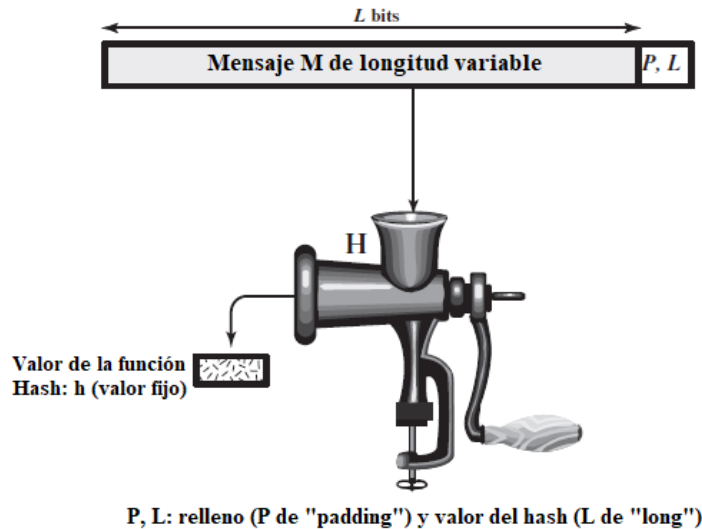 L bits
Mensaje M de longitud variable
P, L
H
Valor de la función
Hash: h (valor fijo)
P, L: relleno (P de "padding") y valor del hash (L de "long")